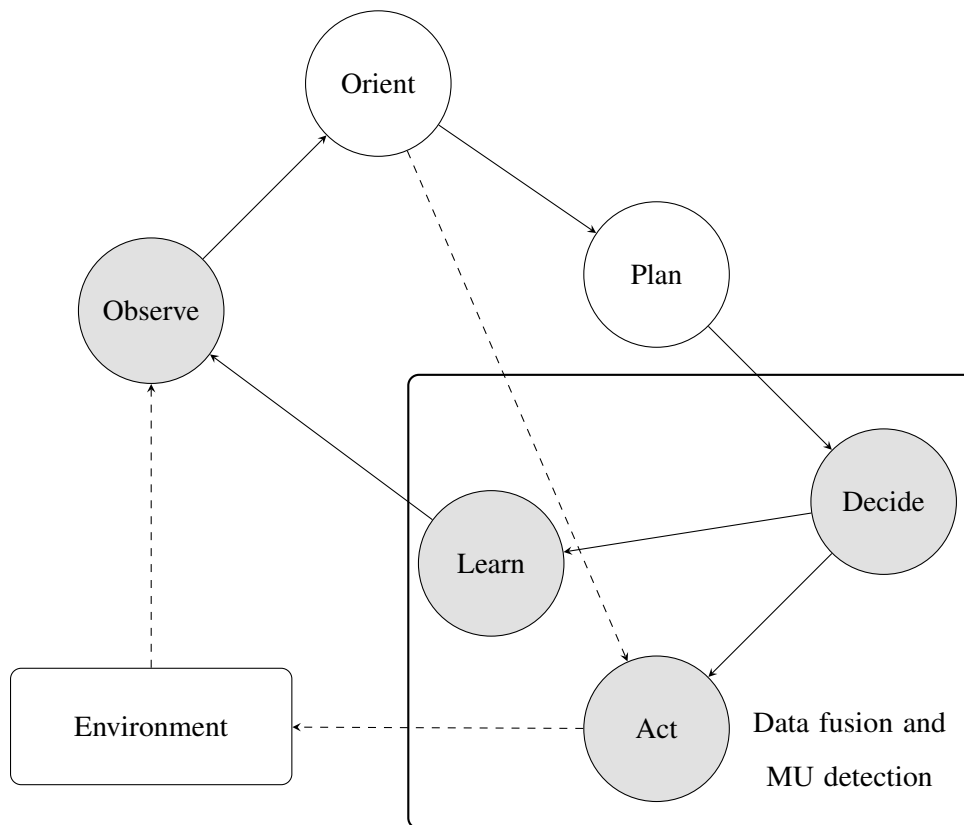 Orient
Plan
Observe
Decide
Learn
Environment
Act
Data fusion and
MU detection